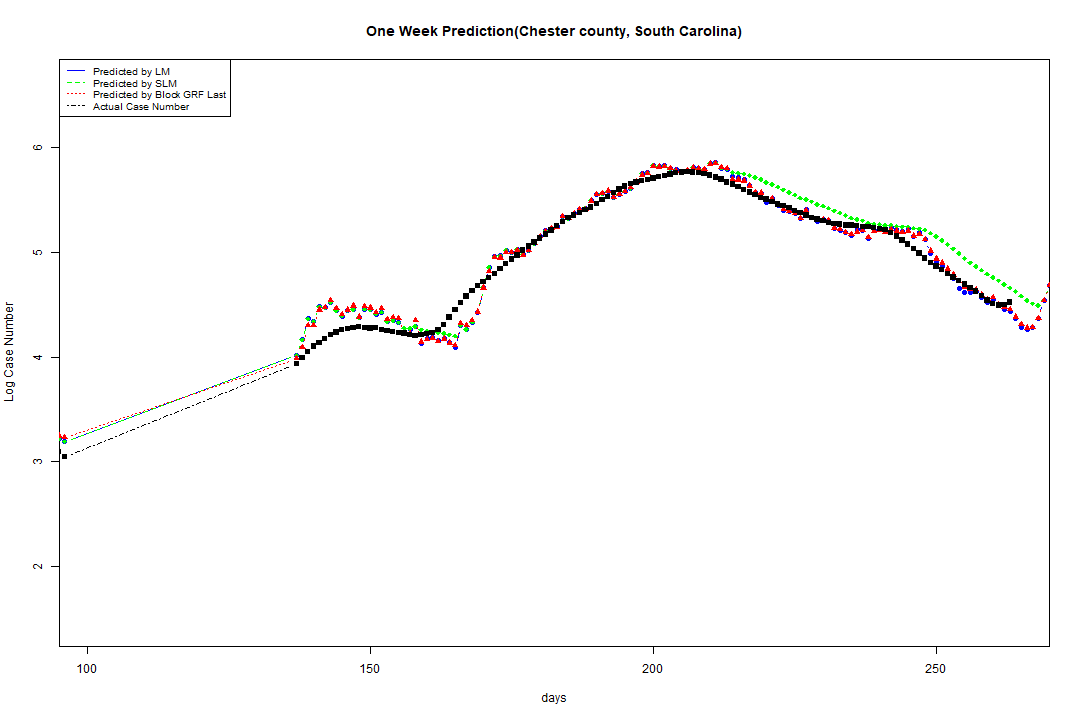 One Week Prediction(Chester county, South Carolina)
Predicted by LM
Predicted by SLM
Predicted by Block GRF Last
Actual Case Number
Log Case Number
6
5
4
3
2
100
150
200
250
days